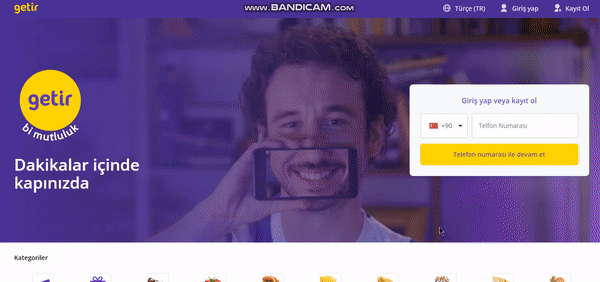 getir
www.BANDICAM.com
Türçe (TR)
Giriş yap
Kayıt Ol
getir
bi mutluluk
Dakikalar içinde
kapınızda
Giriş yap veya kayıt ol
+90
Telfon Numarası
Telefon numarası ile devam et
Kategoriler